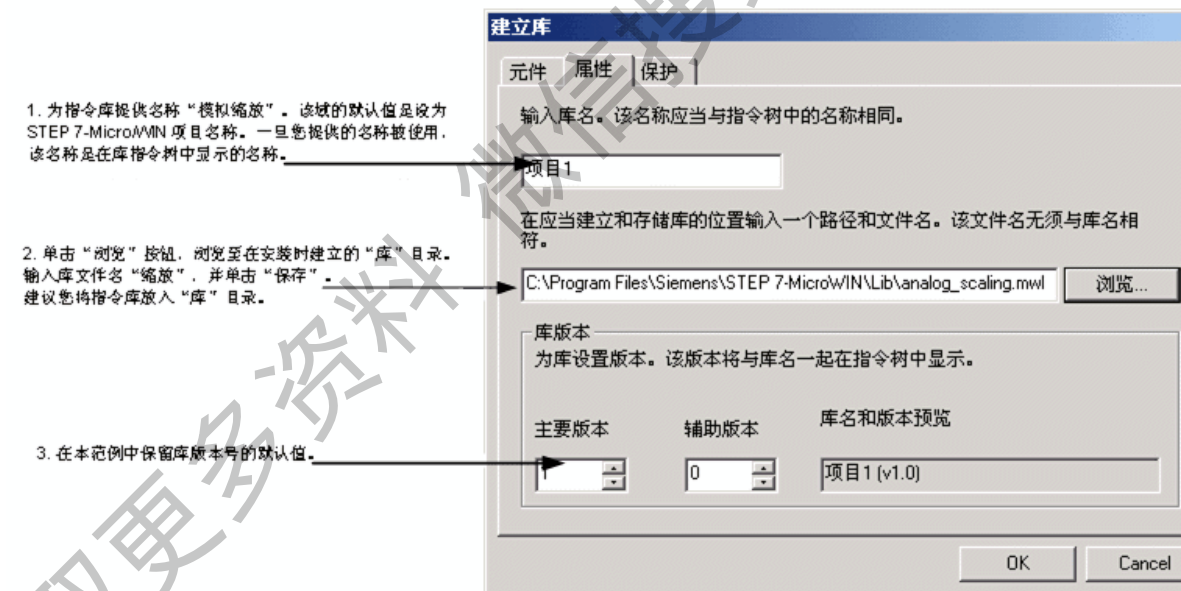 建立库
元件 属性 保护
输入库名。该名称应当与指令树中的名称相同。
项目1
在应当建立和存储库的位置输入一个路径和文件名。该文件名无须与库名相
符。
C:\Program Files\Siemens\STEP 7-MicroWIN\Lib\analog_scaling.mwl 浏览...
库版本
为库设置版本。该版本将与库名一起在指令树中显示。
主要版本 辅助版本 库名和版本预览
1 0 项目1 (v1.0)
OK Cancel
1. 为指令库提供名称“模拟缩放”。该域的默认值是设为
STEP 7-Micro/WIN 项目名称。一旦您提供的名称被使用，
该名称是在库指令树中显示的名称。
2. 单击“浏览”按钮，浏览至在安装时建立的“库”目录。
输入库文件名“缩放”，并单击“保存”。
建议您将指令库放入“库”目录。
3. 在本范例中保留库版本号的默认值。
取更多资料 微信搜